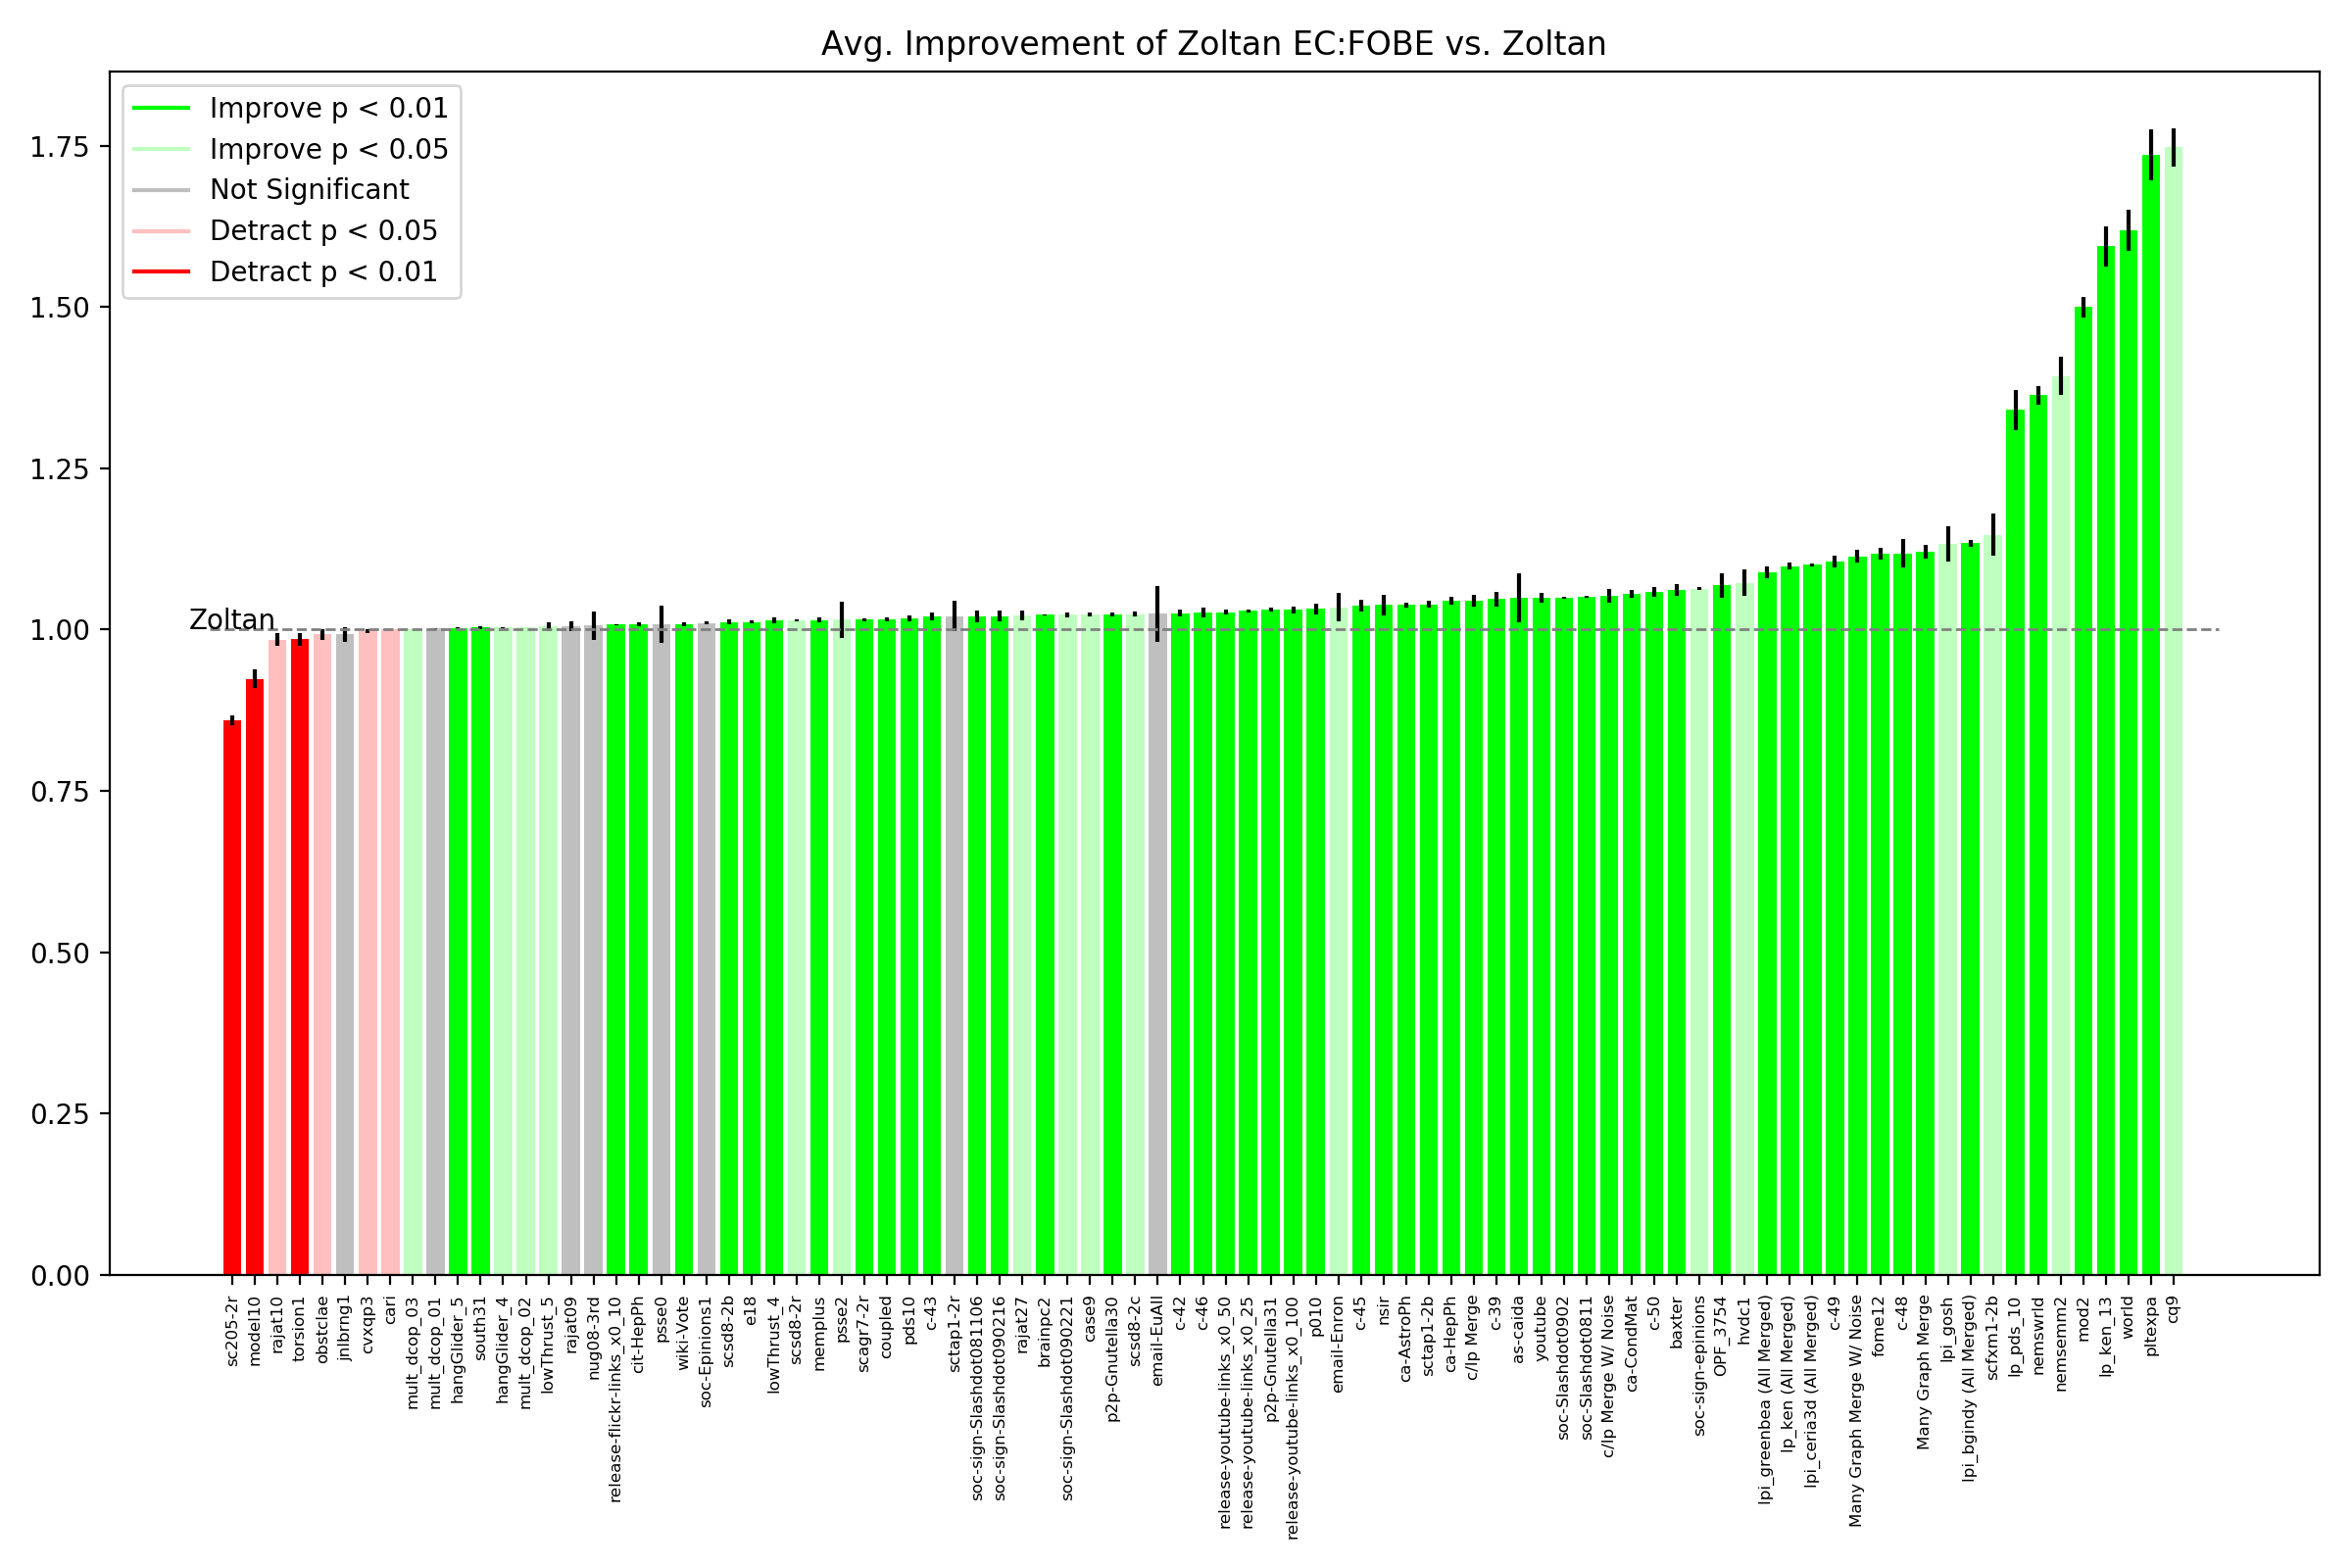 Avg. Improvement of Zoltan EC:FOBE vs. Zoltan
Improve p < 0.01
Improve p < 0.05
Not Significant
Detract p < 0.05
Detract p < 0.01
1.75
1.50
1.25
1.00
0.75
0.50
0.25
0.00
Zoltan
sc205-2r
model10
rajat10
torsion1
obstclae
jnlbrng1
cvxqp3
cari
mult_dcop_03
mult_dcop_01
hangGlider_5
south31
hangGlider_4
mult_dcop_02
lowThrust_5
rajat09
nug08-3rd
release-flickr-links_x0_10
cit-HepPh
psse0
wiki-Vote
soc-Epinions1
scsd8-2b
e18
lowThrust_4
scsd8-2r
memplus
psse2
scagr7-2r
coupled
pds10
c-43
sctap1-2r
soc-sign-Slashdot081106
soc-sign-Slashdot090216
rajat27
brainpc2
soc-sign-Slashdot090221
case9
p2p-Gnutella30
scsd8-2c
email-EuAll
c-42
c-46
release-youtube-links_x0_50
release-youtube-links_x0_25
p2p-Gnutella31
release-youtube-links_x0_100
p010
email-Enron
c-45
nsir
ca-AstroPh
sctap1-2b
ca-HepPh
c/lp Merge
c-39
as-caida
youtube
soc-Slashdot0902
soc-Slashdot0811
c/lp Merge W/ Noise
ca-CondMat
c-50
baxter
soc-sign-epinions
OPF_3754
hvdc1
lpi_greenbea (All Merged)
lp_ken (All Merged)
lpi_ceria3d (All Merged)
c-49
Many Graph Merge W/ Noise
fome12
c-48
Many Graph Merge
lpi_gosh
lpi_bgindy (All Merged)
scfxm1-2b
lp_pds_10
nemswrld
nemsemm2
mod2
lp_ken_13
world
pltexpa
cq9